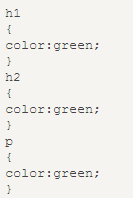 h1
{
color:green;
}
h2
{
color:green;
}
p
{
color:green;
}